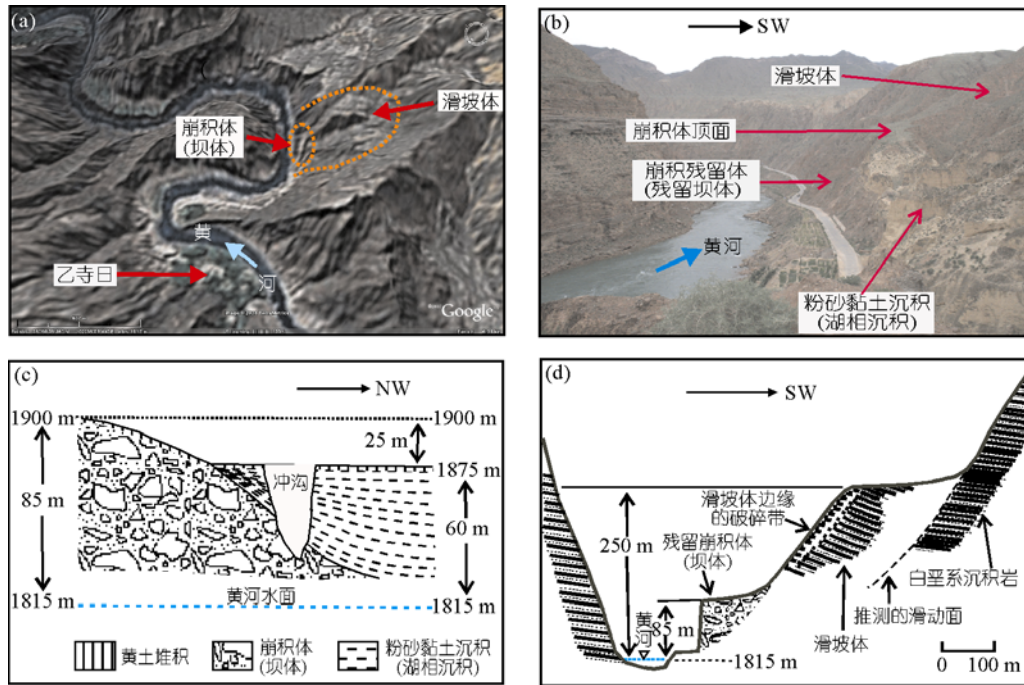 (a)
滑坡体
崩积体
(坝体)
黄
河
乙寺日
Google
(b)
SW
滑坡体
崩积体顶面
崩积残留体
(残留坝体)
黄河
粉砂黏土沉积
(湖相沉积)
(c)
NW
1900 m
1900 m
25 m
冲沟
1875 m
85 m
60 m
黄河水面
1815 m
1815 m
黄土堆积
崩积体
(坝体)
粉砂黏土沉积
(湖相沉积)
(d)
SW
滑坡体边缘
的破碎带
250 m
残留崩积体
(坝体)
黄河
85 m
白垩系沉积岩
推测的滑动面
滑坡体
1815 m
0 100 m